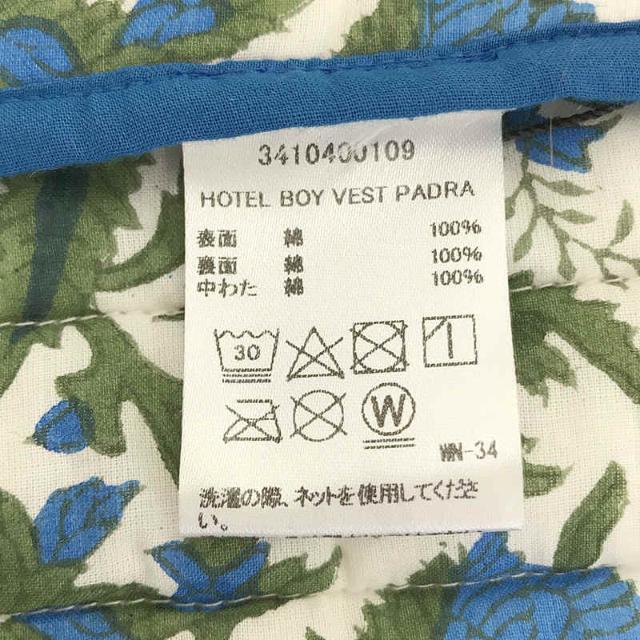 3410400109
HOTEL BOY VEST PADRA
表面 綿 100%
裏面 綿 100%
中わた 綿 100%
30
W
WN-34
洗濯の際、ネットを使用してくださ
い。